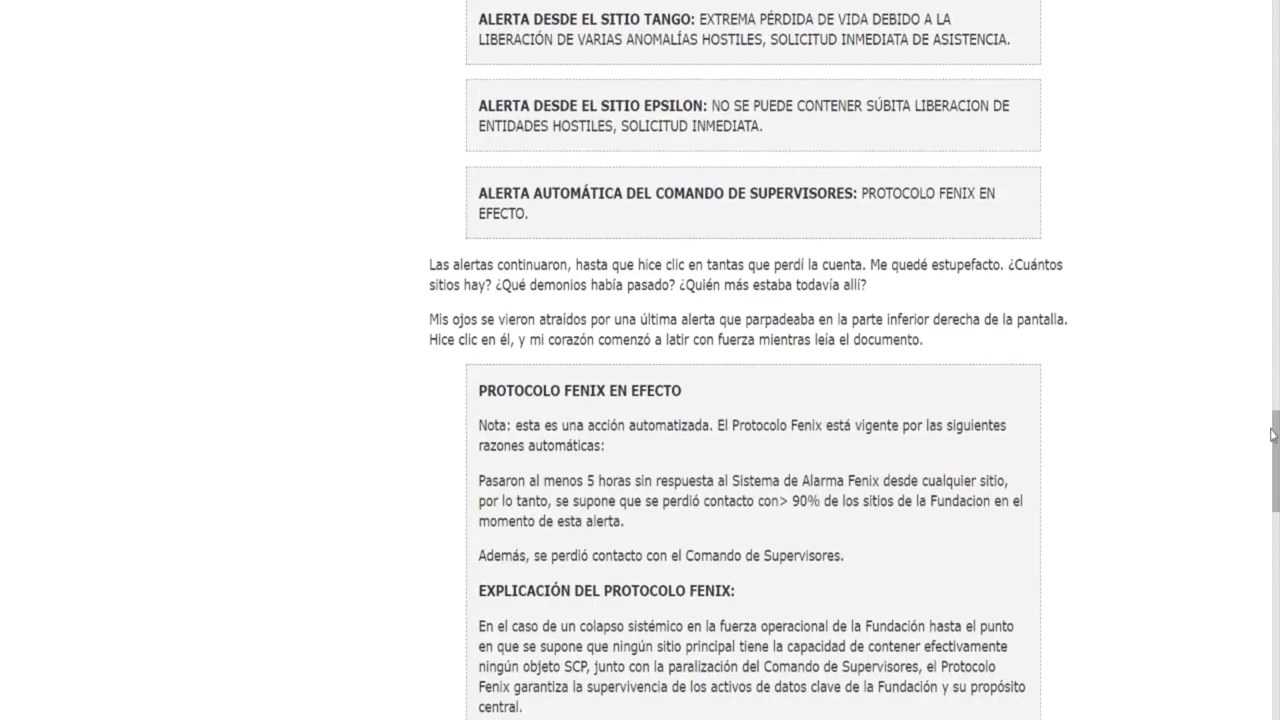 ALERTA DESDE EL SITIO TANGO: EXTREMA PÉRDIDA DE VIDA DEBIDO A LA
LIBERACIÓN DE VARIAS ANOMALÍAS HOSTILES, SOLICITUD INMEDIATA DE ASISTENCIA.
ALERTA DESDE EL SITIO EPSILON: NO SE PUEDE CONTENER SÚBITA LIBERACION DE
ENTIDADES HOSTILES, SOLICITUD INMEDIATA.
ALERTA AUTOMÁTICA DEL COMANDO DE SUPERVISORES: PROTOCOLO FENIX EN
EFECTO.
Las alertas continuaron, hasta que hice clic en tantas que perdí la cuenta. Me quedé estupefacto. ¿Cuántos
sitios hay? ¿Qué demonios había pasado? ¿Quién más estaba todavía allí?
Mis ojos se vieron atraídos por una última alerta que parpadeaba en la parte inferior derecha de la pantalla.
Hice clic en él, y mi corazón comenzó a latir con fuerza mientras leía el documento.
PROTOCOLO FENIX EN EFECTO
Nota: esta es una acción automatizada. El Protocolo Fenix está vigente por las siguientes
razones automáticas:
Pasaron al menos 5 horas sin respuesta al Sistema de Alarma Fenix desde cualquier sitio,
por lo tanto, se supone que se perdió contacto con> 90% de los sitios de la Fundacion en el
momento de esta alerta.
Además, se perdió contacto con el Comando de Supervisores.
EXPLICACIÓN DEL PROTOCOLO FENIX:
En el caso de un colapso sistémico en la fuerza operacional de la Fundación hasta el punto
en que se supone que ningún sitio principal tiene la capacidad de contener efectivamente
ningún objeto SCP, junto con la paralización del Comando de Supervisores, el Protocolo
Fenix garantiza la supervivencia de los activos de datos clave de la Fundación y su propósito
central.